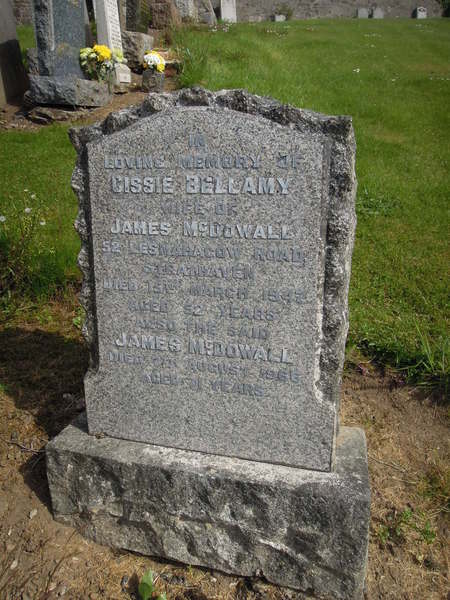 IN
LOVING MEMORY OF
CISSIE BELLAMY
WIFE OF
JAMES McDOWALL
52 LESMAHAGOW ROAD
STRATHAVEN
DIED MARCH
AGED 52 YEARS
ALSO THE SAID
JAMES McDOWALL
DIED AUGUST
AGED YEARS